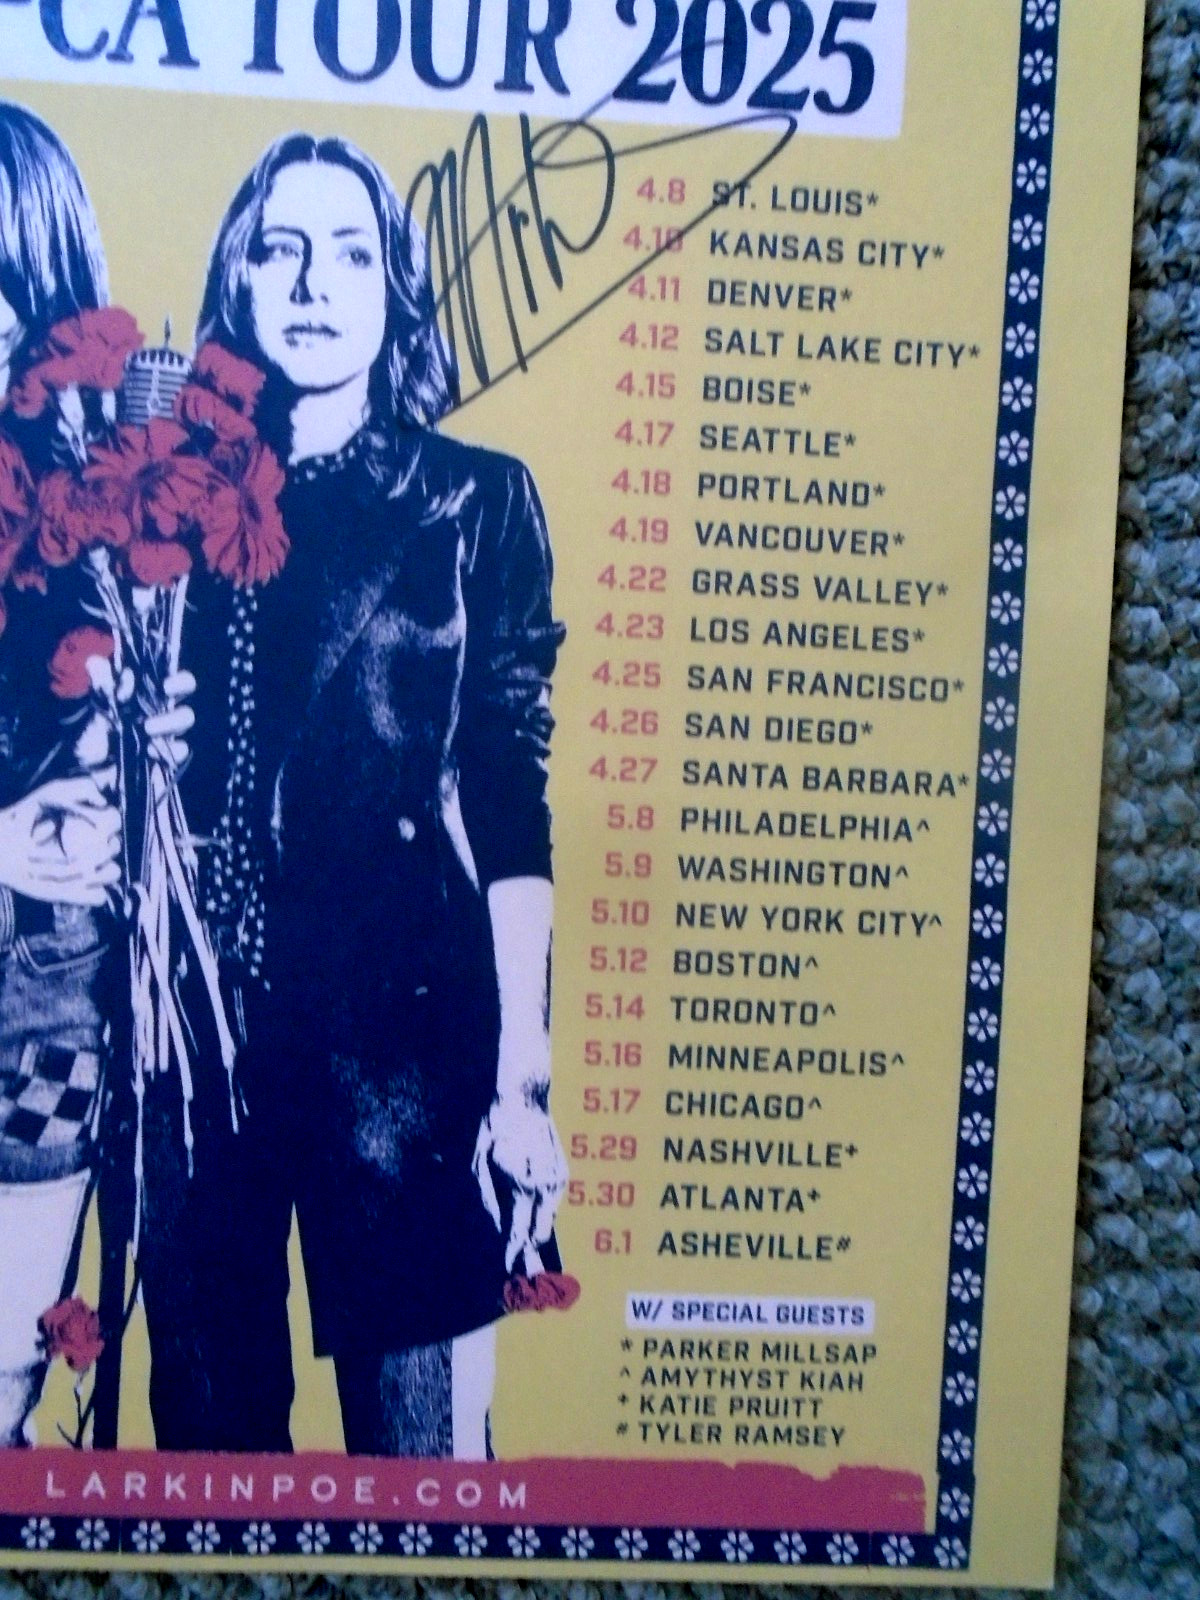 -CA TOUR 2025
4.8 ST. LOUIS*
4.10 KANSAS CITY*
4.11 DENVER*
4.12 SALT LAKE CITY*
4.15 BOISE*
4.17 SEATTLE*
4.18 PORTLAND*
4.19 VANCOUVER*
4.22 GRASS VALLEY*
4.23 LOS ANGELES*
4.25 SAN FRANCISCO*
4.26 SAN DIEGO*
4.27 SANTA BARBARA*
5.8 PHILADELPHIA^
5.9 WASHINGTON^
5.10 NEW YORK CITY^
5.12 BOSTON^
5.14 TORONTO^
5.16 MINNEAPOLIS^
5.17 CHICAGO^
5.29 NASHVILLE+
5.30 ATLANTA+
6.1 ASHEVILLE#
W/ SPECIAL GUESTS
* PARKER MILLSAP
^ AMYTHYST KIAH
+ KATIE PRUITT
# TYLER RAMSEY
LARKINPOE.COM